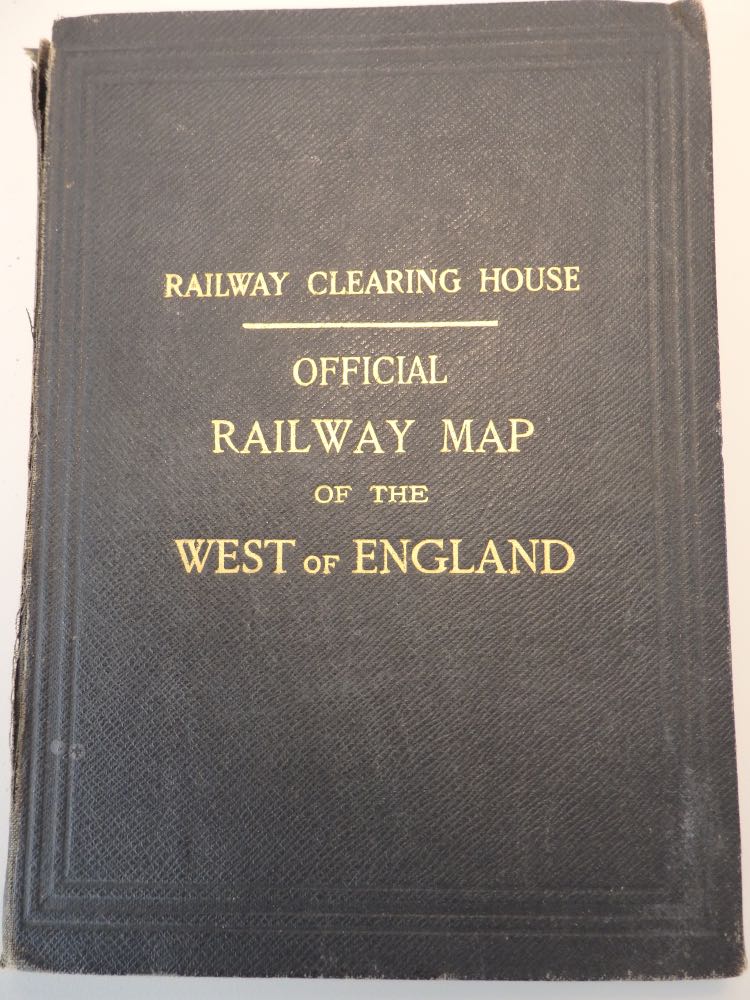 RAILWAY CLEARING HOUSE
OFFICIAL
RAILWAY MAP
OF THE
WEST OF ENGLAND